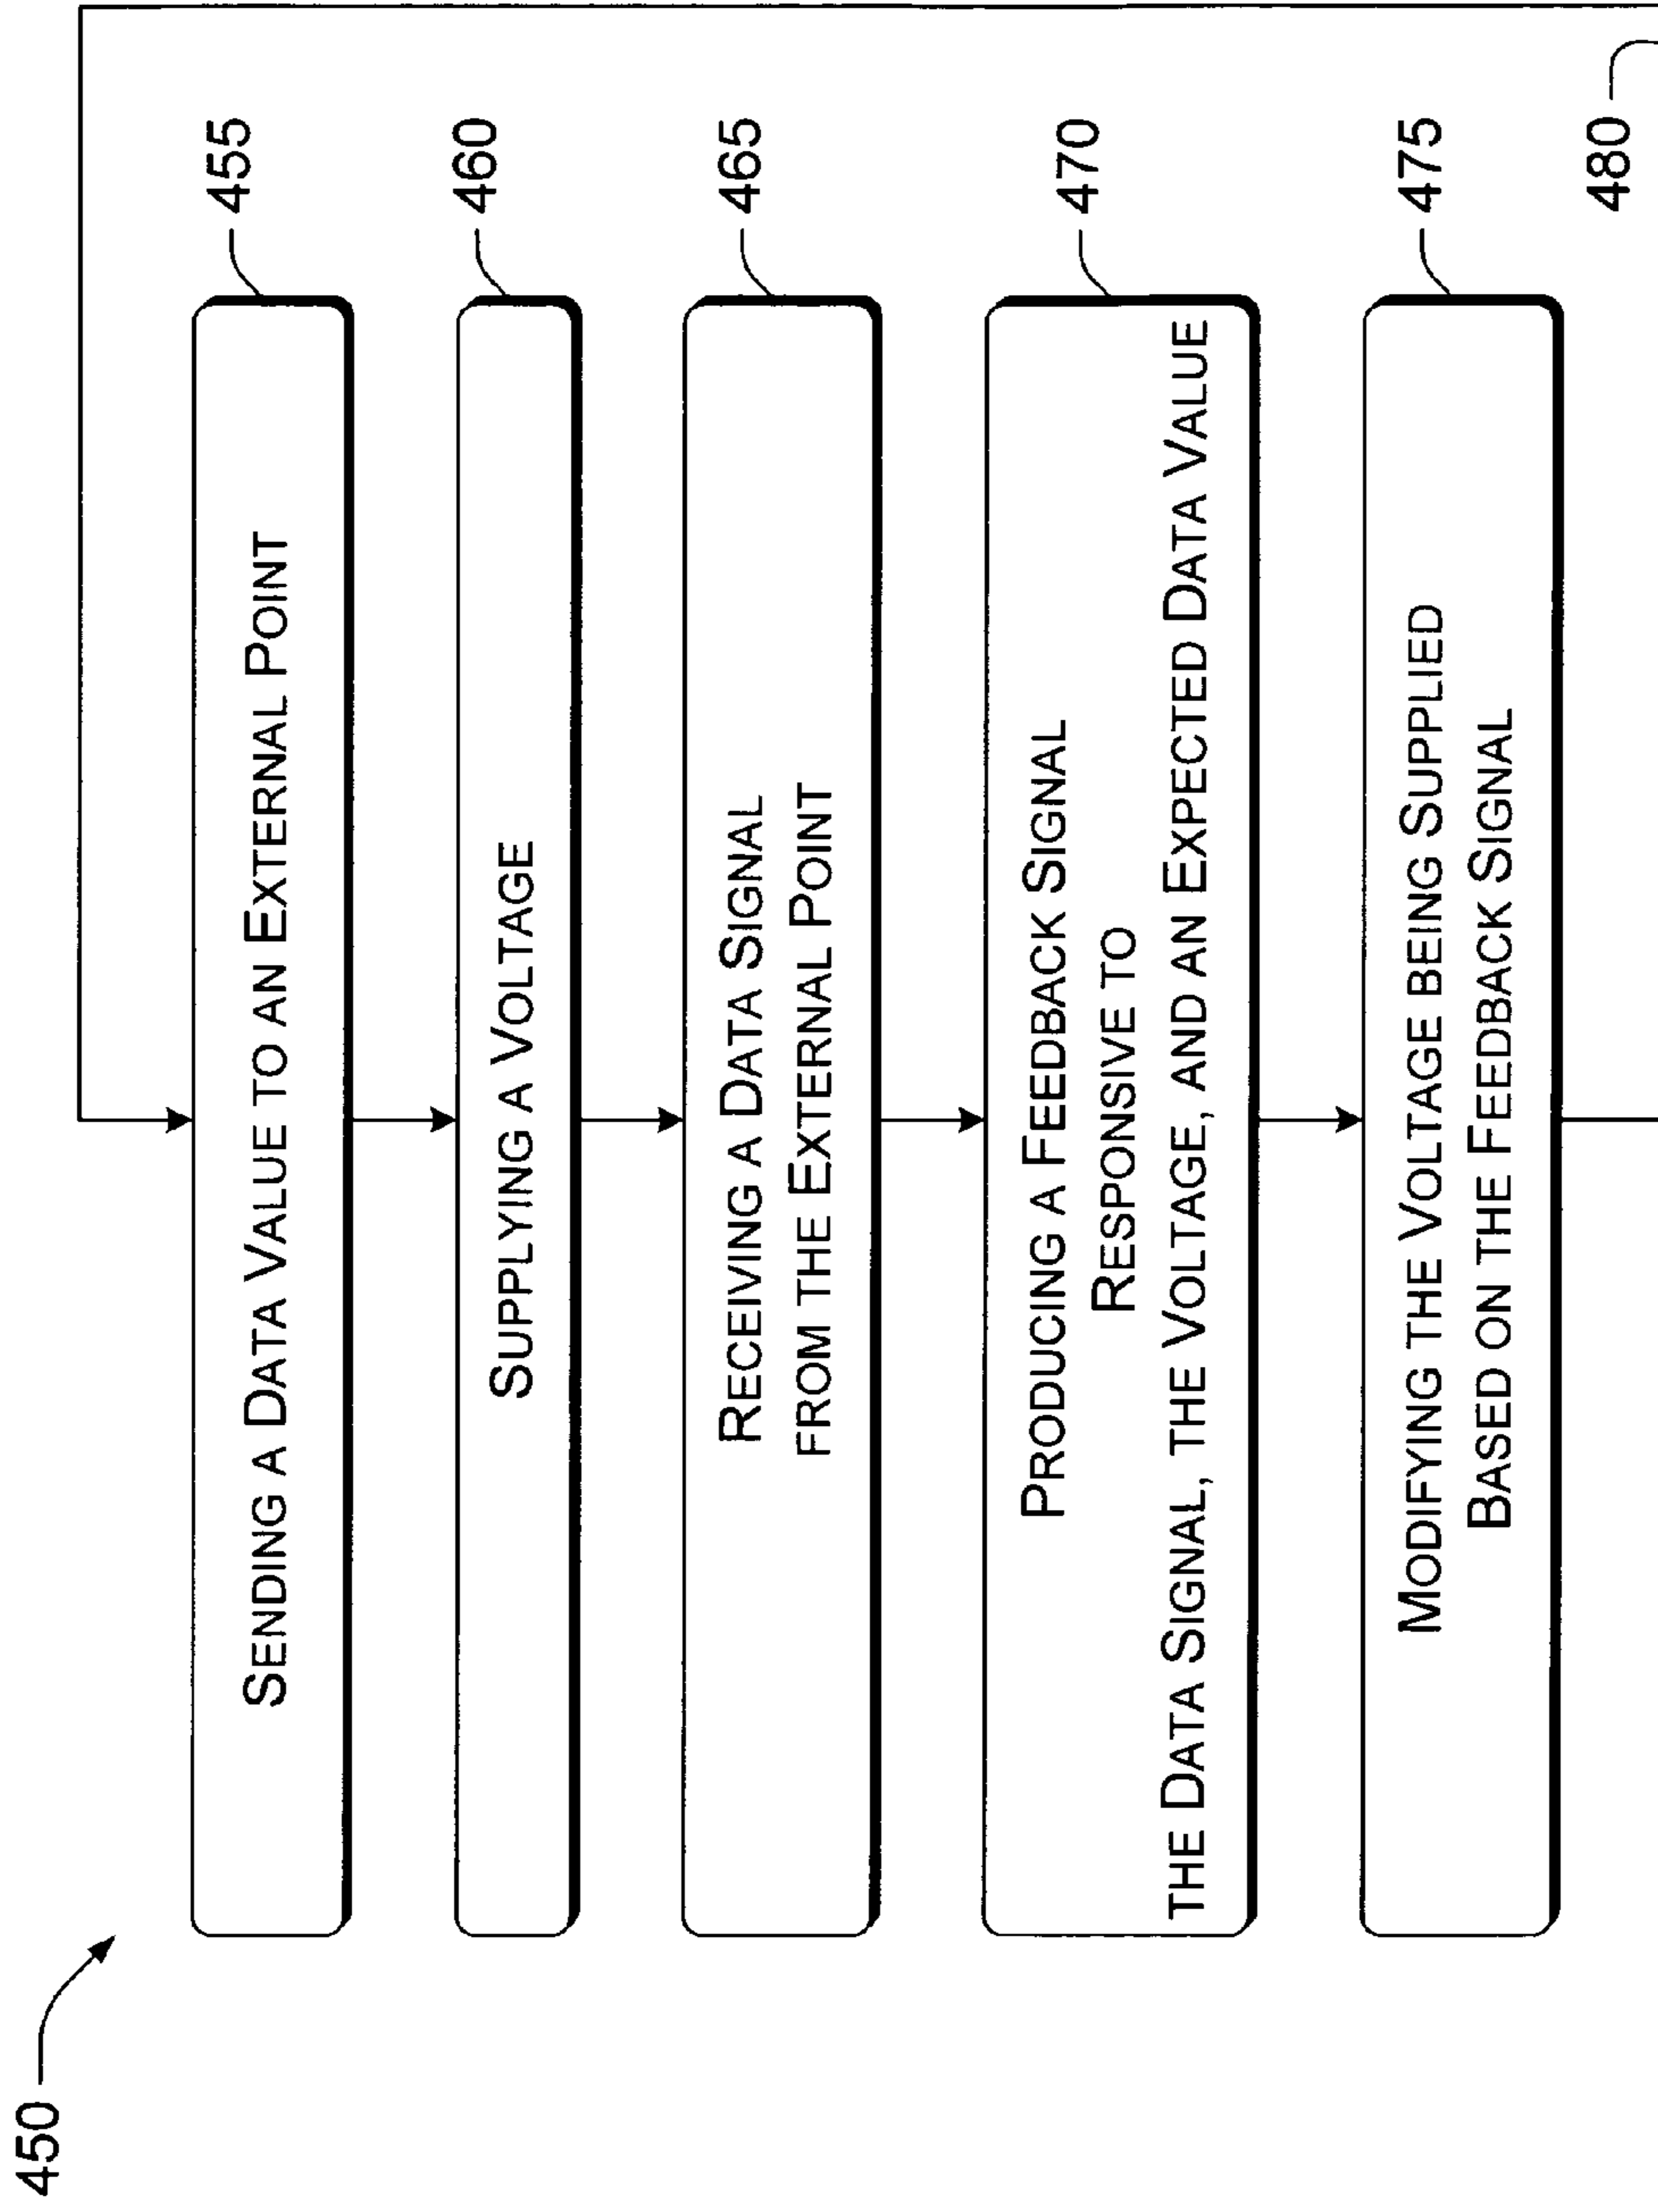 450
SENDING A DATA VALUE TO AN EXTERNAL POINT
455
SUPPLYING A VOLTAGE
460
RECEIVING A DATA SIGNAL
FROM THE EXTERNAL POINT
465
PRODUCING A FEEDBACK SIGNAL
RESPONSIVE TO
THE DATA SIGNAL, THE VOLTAGE, AND AN EXPECTED DATA VALUE
470
MODIFYING THE VOLTAGE BEING SUPPLIED
BASED ON THE FEEDBACK SIGNAL
475
480